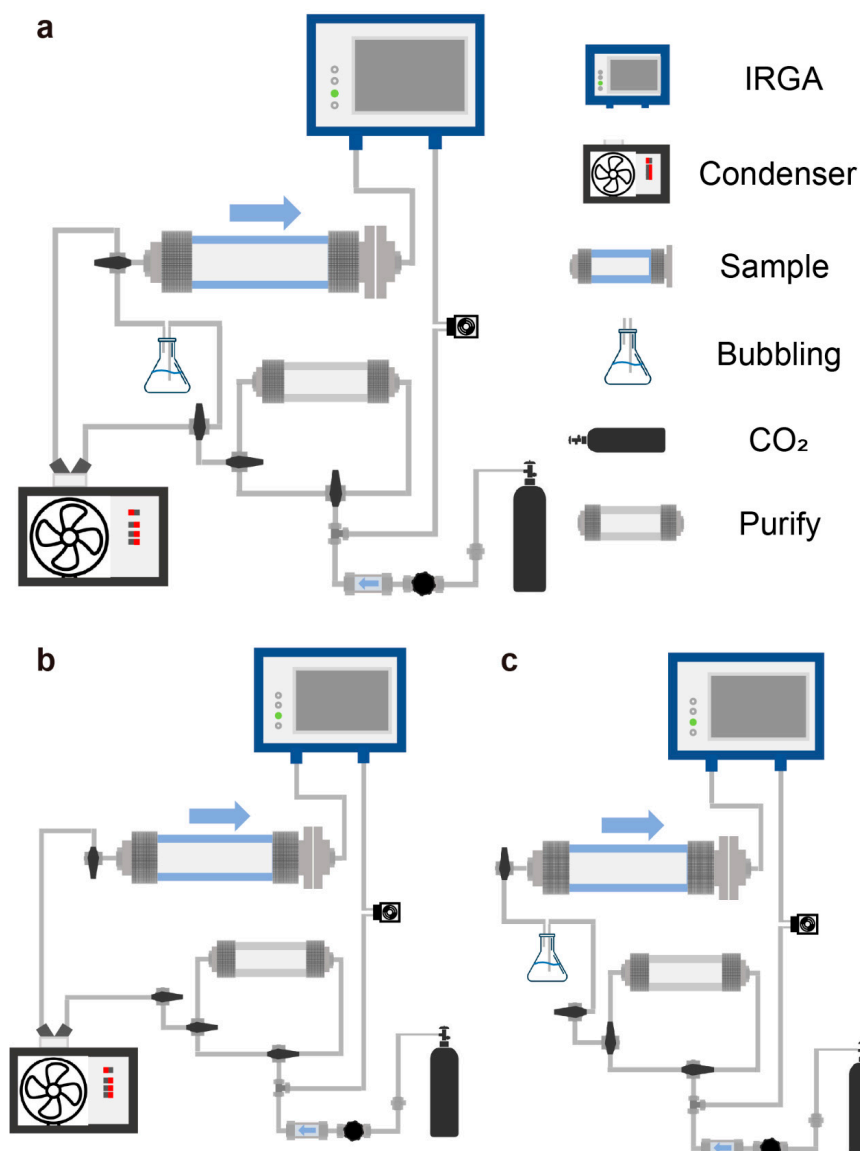 a
IRGA
Condenser
Sample
Bubbling
CO₂
Purify
b
c